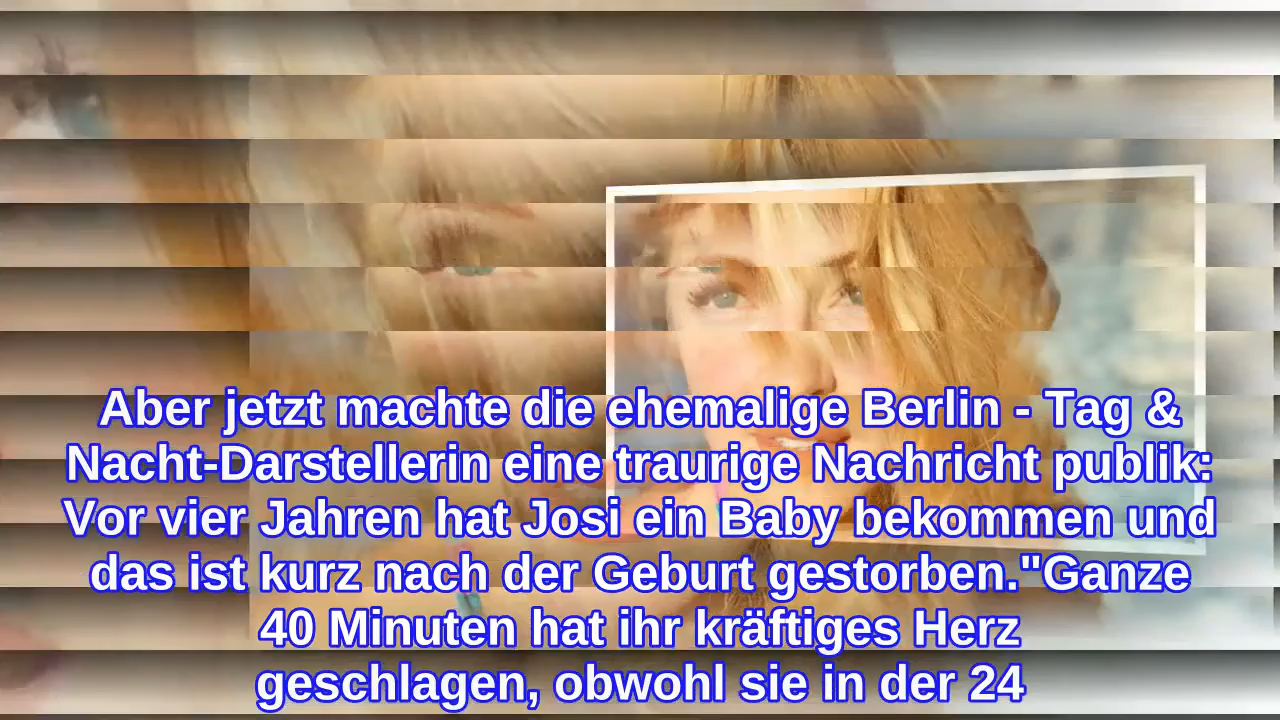 Aber jetzt machte die ehemalige Berlin - Tag &
Nacht-Darstellerin eine traurige Nachricht publik:
Vor vier Jahren hat Josi ein Baby bekommen und
das ist kurz nach der Geburt gestorben."Ganze
40 Minuten hat ihr kräftiges Herz
geschlagen, obwohl sie in der 24